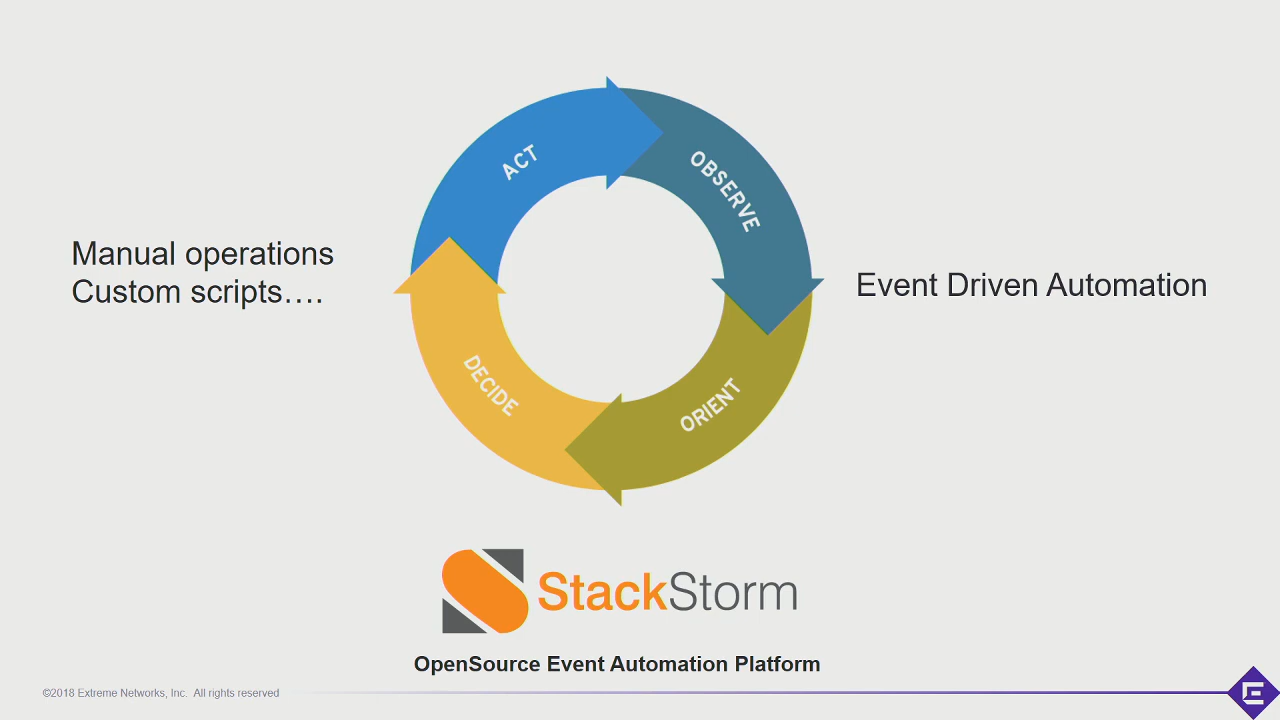 ACT
OBSERVE
Manual operations
Custom scripts….
Event Driven Automation
DECIDE
ORIENT
StackStorm
OpenSource Event Automation Platform
©2018 Extreme Networks, Inc. All rights reserved
E